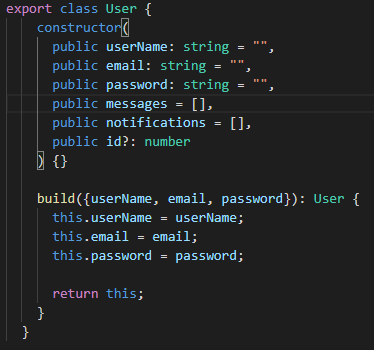 export class User {
    constructor(
      public userName: string = "",
      public email: string = "",
      public password: string = "",
      public messages = [],
      public notifications = [],
      public id?: number
    ) {}

    build({userName, email, password}): User {
      this.userName = userName;
      this.email = email;
      this.password = password;

      return this;
    }
  }